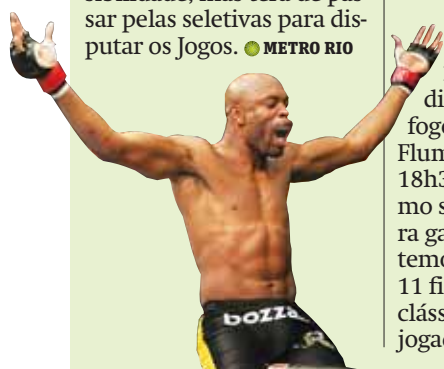 sar pelas seletivas para dis-
putar os Jogos. METRO RIO
di
fogo
Flum
18h3
mo s
ra ga
temo
11 fi
cláss
jogad
bozza